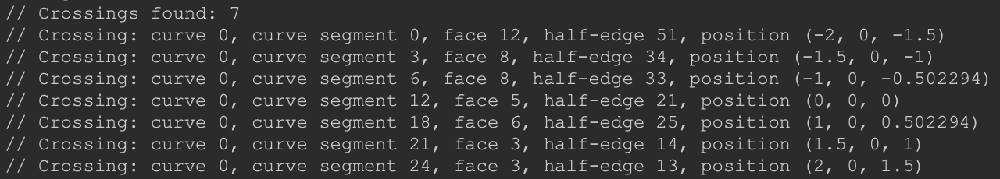 // Crossings found: 7
// Crossing: curve 0, curve segment 0, face 12, half-edge 51, position (-2, 0, -1.5)
// Crossing: curve 0, curve segment 3, face 8, half-edge 34, position (-1.5, 0, -1)
// Crossing: curve 0, curve segment 6, face 8, half-edge 33, position (-1, 0, -0.502294)
// Crossing: curve 0, curve segment 12, face 5, half-edge 21, position (0, 0, 0)
// Crossing: curve 0, curve segment 18, face 6, half-edge 25, position (1, 0, 0.502294)
// Crossing: curve 0, curve segment 21, face 3, half-edge 14, position (1.5, 0, 1)
// Crossing: curve 0, curve segment 24, face 3, half-edge 13, position (2, 0, 1.5)